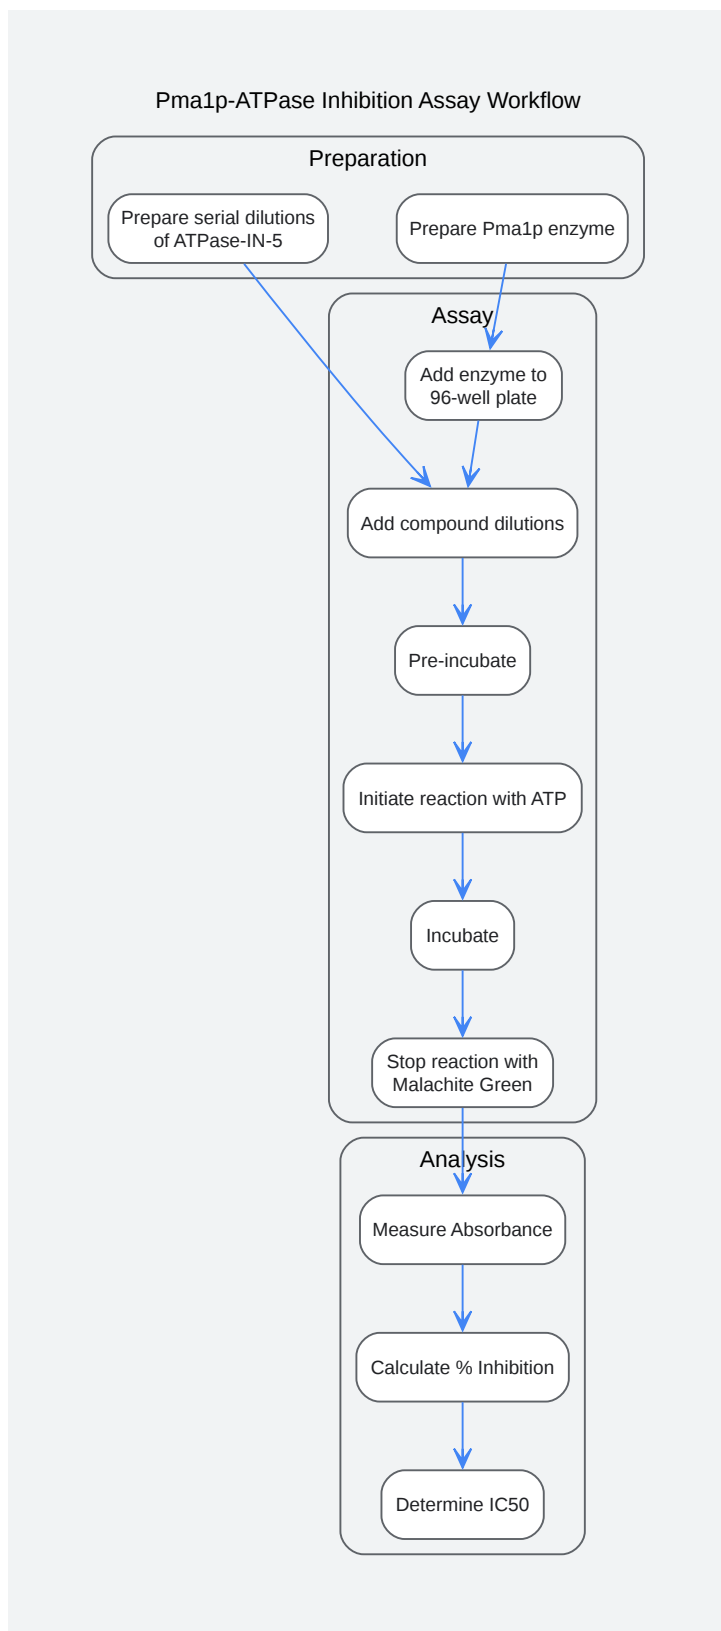 Pma1p-ATPase Inhibition Assay Workflow
Preparation
Prepare serial dilutions
of ATPase-IN-5
Prepare Pma1p enzyme
Assay
Add enzyme to
96-well plate
Add compound dilutions
Pre-incubate
Initiate reaction with ATP
Incubate
Stop reaction with
Malachite Green
Analysis
Measure Absorbance
Calculate % Inhibition
Determine IC50